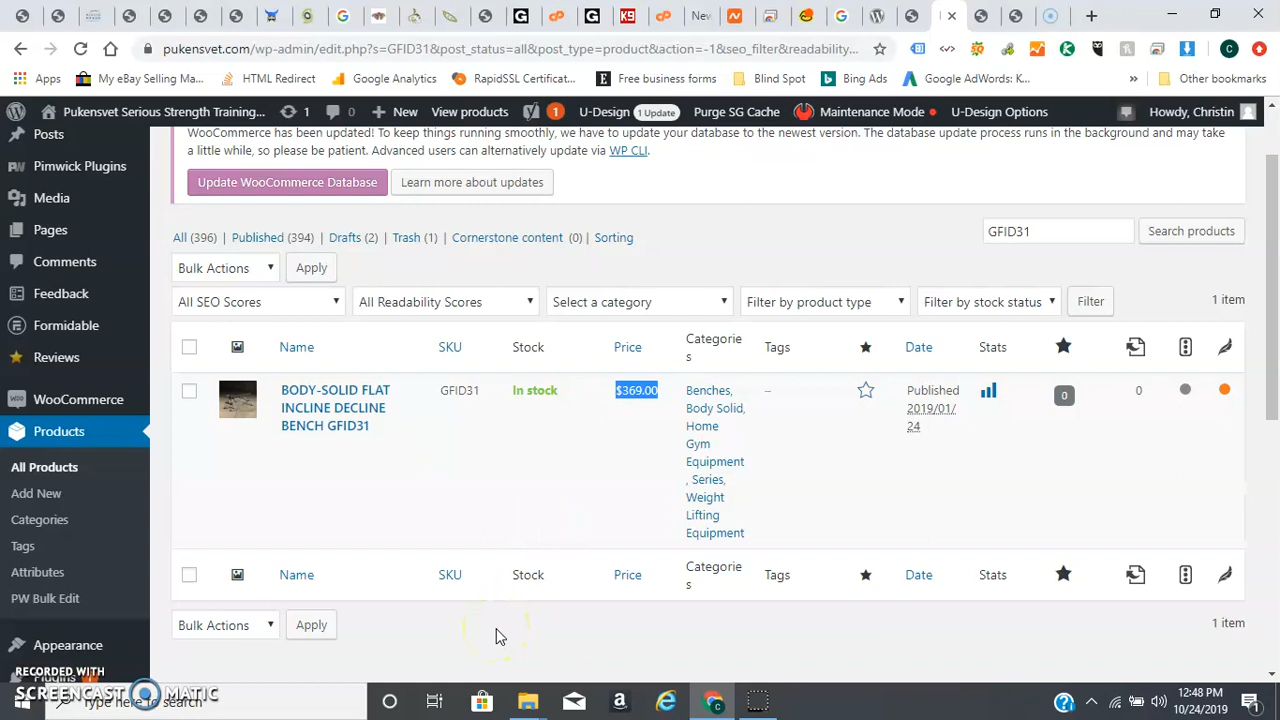 New
pukensvet.com/wp-admin/edit.php?s=GFID31&post_status=all&post_type=product&action=-1&seo_filter&readability...
Apps
My eBay Selling Ma...
HTML Redirect
Google Analytics
RapidSSL Certificat...
Free business forms
Blind Spot
Bing Ads
Google AdWords: K...
»
Other bookmarks
Pukensvet Serious Strength Training...
1
0
New
View products
1
U-Design
1 Update
Purge SG Cache
Maintenance Mode
U-Design Options
Howdy, Christin
Posts
Pimwick Plugins
Media
Pages
Comments
Feedback
Formidable
Reviews
WooCommerce
Products
All Products
Add New
Categories
Tags
Attributes
PW Bulk Edit
Appearance
Plugins
WooCommerce has been updated! To keep things running smoothly, we have to update your database to the newest version. The database update process runs in the background and may
take a little while, so please be patient. Advanced users can alternatively update via WP CLI.
Update WooCommerce Database
Learn more about updates
All (396) | Published (394) | Drafts (2) | Trash (1) | Cornerstone content (0) | Sorting
GFID31
Search products
Bulk Actions
Apply
All SEO Scores
All Readability Scores
Select a category
Filter by product type
Filter by stock status
Filter
1 item
Name
SKU
Stock
Price
Categorie
s
Tags
Date
Stats
BODY-SOLID FLAT
INCLINE DECLINE
BENCH GFID31
GFID31
In stock
$369.00
Benches,
Body Solid,
Home
Gym
Equipment
, Series,
Weight
Lifting
Equipment
–
Published
2019/01/
24
0
0
Name
SKU
Stock
Price
Categorie
s
Tags
Date
Stats
Bulk Actions
Apply
1 item
RECORDED WITH
SCREENCAST MATIC
Type here to search
12:48 PM
10/24/2019
1